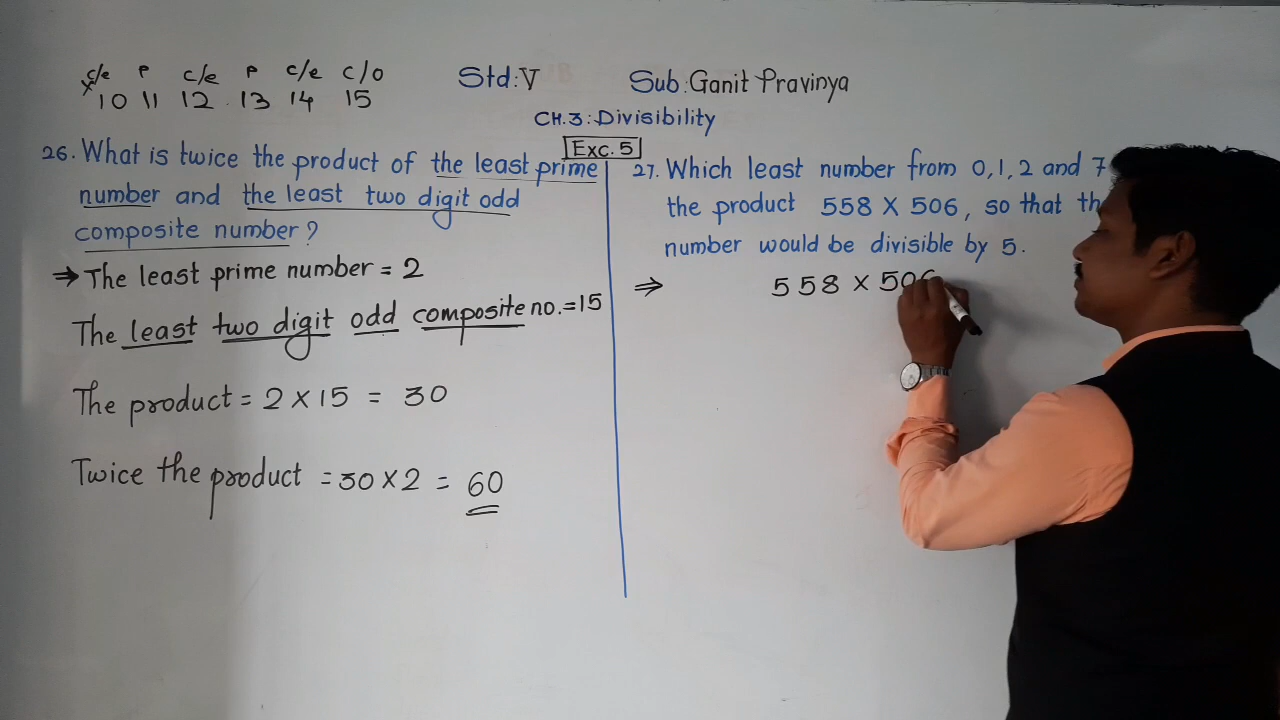 c/e P c/e P c/e c/o
10 11 12 13 14 15
Std: V Sub: Ganit Pravinya
CH.3: Divisibility
Exc. 5
26. What is twice the product of the least prime
number and the least two digit odd
composite number?
⇒ The least prime number = 2
The least two digit odd composite no. = 15
The product = 2 × 15 = 30
Twice the product = 30 × 2 = 60
27. Which least number from 0, 1, 2 and 7
the product 558 × 506, so that
number would be divisible by 5.
⇒ 558 × 506